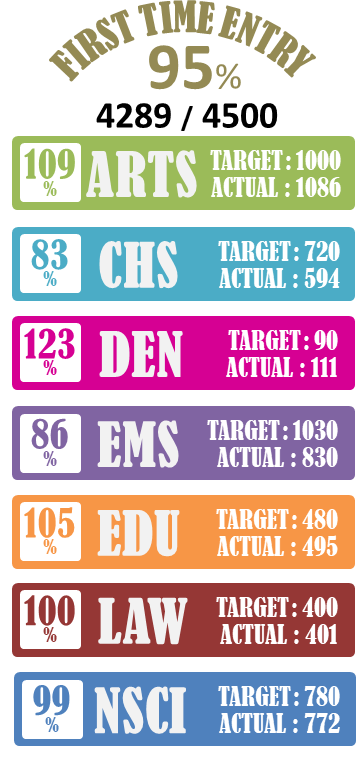 FIRST TIME ENTRY
95%
4289 / 4500
109 % ARTS TARGET : 1000
ACTUAL : 1086
83 % CHS TARGET : 720
ACTUAL : 594
123 % DEN TARGET : 90
ACTUAL : 111
86 % EMS TARGET : 1030
ACTUAL : 830
105 % EDU TARGET : 480
ACTUAL : 495
100 % LAW TARGET : 400
ACTUAL : 401
99 % NSCI TARGET : 780
ACTUAL : 772